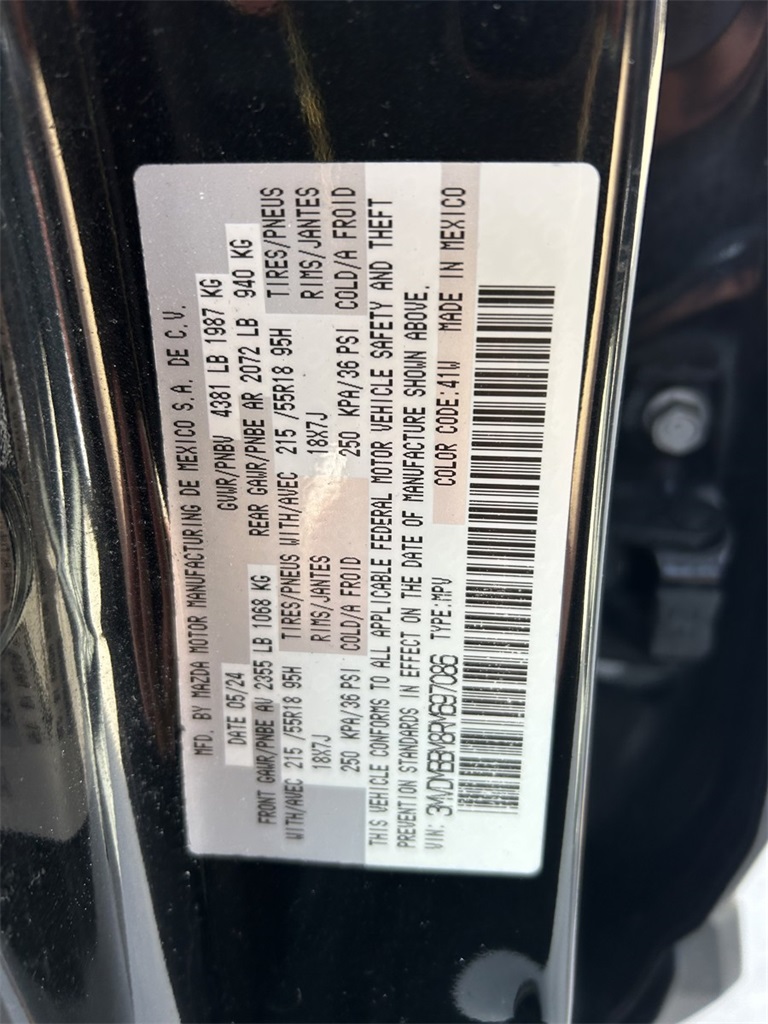 MFD. BY MAZDA MOTOR MANUFACTURING DE MEXICO S.A. DE C.V.
DATE 05/24 GVWR/PNBV 4381 LB 1987 KG
FRONT GAWR/PNBE AV 2355 LB 1068 KG REAR GAWR/PNBE AR 2072 LB 940 KG
WITH/AVEC 215 /55R18 95H TIRES/PNEUS WITH/AVEC 215 /55R18 95H TIRES/PNEUS
18X7J RIMS/JANTES 18X7J RIMS/JANTES
250 KPA/36 PSI COLD/A FROID 250 KPA/36 PSI COLD/A FROID
THIS VEHICLE CONFORMS TO ALL APPLICABLE FEDERAL MOTOR VEHICLE SAFETY AND THEFT
PREVENTION STANDARDS IN EFFECT ON THE DATE OF MANUFACTURE SHOWN ABOVE.
VIN: 3MVDMBBM8RM697086 TYPE:MPV COLOR CODE:41W MADE IN MEXICO